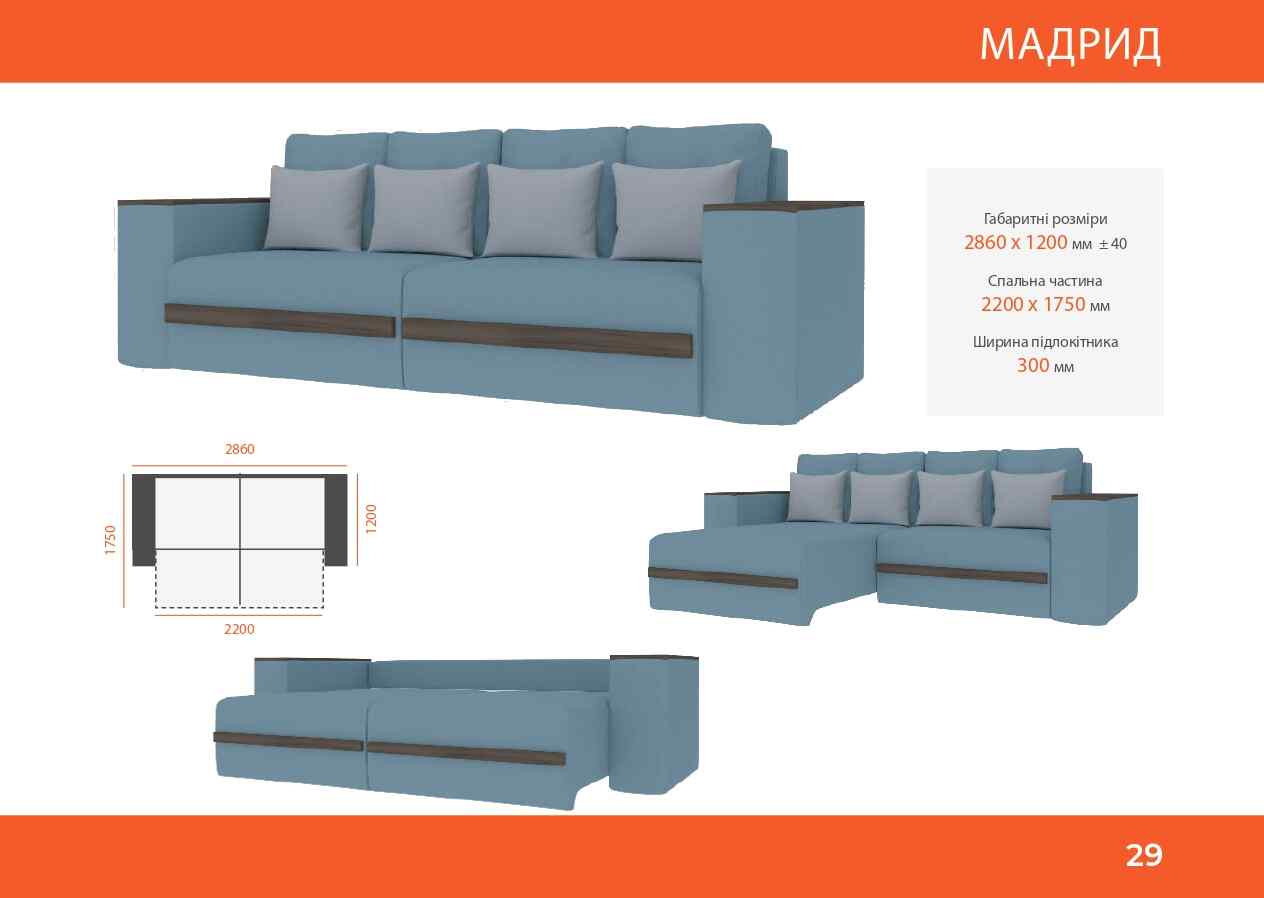 МАДРИД
Габаритні розміри
2860 x 1200 мм ± 40
Спальна частина
2200 x 1750 мм
Ширина підлокітника
300 мм
2860
1750
1200
2200
29